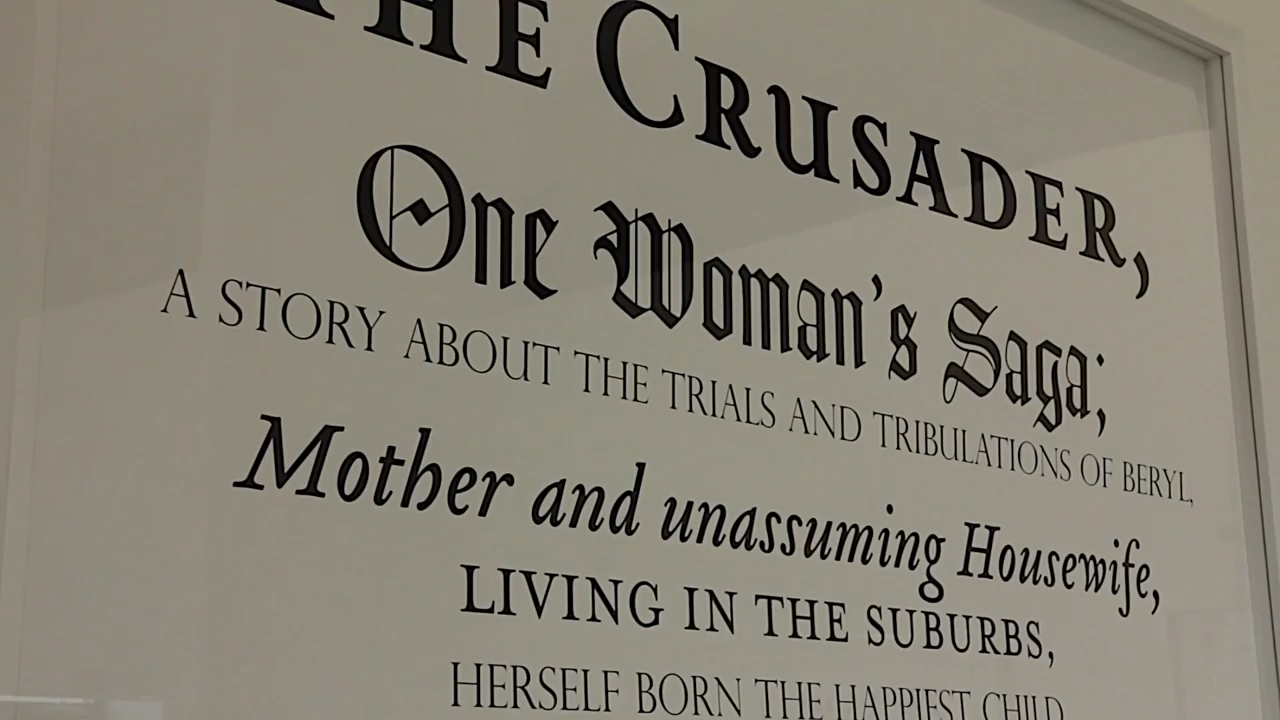 THE CRUSADER,
One Woman's Saga;
A STORY ABOUT THE TRIALS AND TRIBULATIONS OF BERYL,
Mother and unassuming Housewife,
LIVING IN THE SUBURBS,
HERSELF BORN THE HAPPIEST CHILD